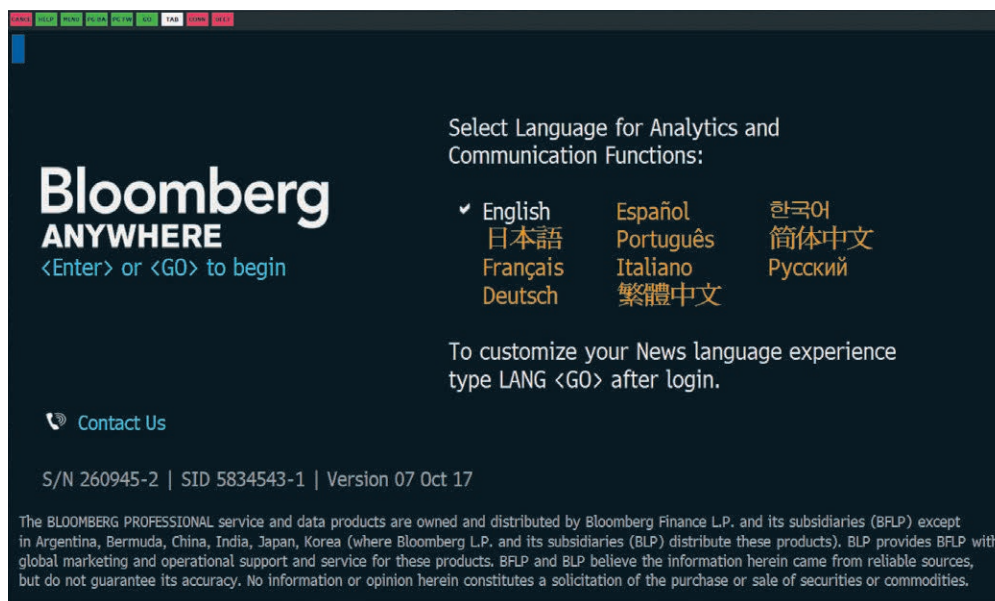 CANCL HELP MENU PG BA PG FW GO TAB CONN
Select Language for Analytics and
Communication Functions:
Bloomberg
ANYWHERE
<Enter> or <GO> to begin
✔ English Español 한국어
日本語 Português 简体中文
Français Italiano Русский
Deutsch 繁體中文
To customize your News language experience
type LANG <GO> after login.
Contact Us
S/N 260945-2 | SID 5834543-1 | Version 07 Oct 17
The BLOOMBERG PROFESSIONAL service and data products are owned and distributed by Bloomberg Finance L.P. and its subsidiaries (BFLP) except
in Argentina, Bermuda, China, India, Japan, Korea (where Bloomberg L.P. and its subsidiaries (BLP) distribute these products). BLP provides BFLP with
global marketing and operational support and service for these products. BFLP and BLP believe the information herein came from reliable sources,
but do not guarantee its accuracy. No information or opinion herein constitutes a solicitation of the purchase or sale of securities or commodities.